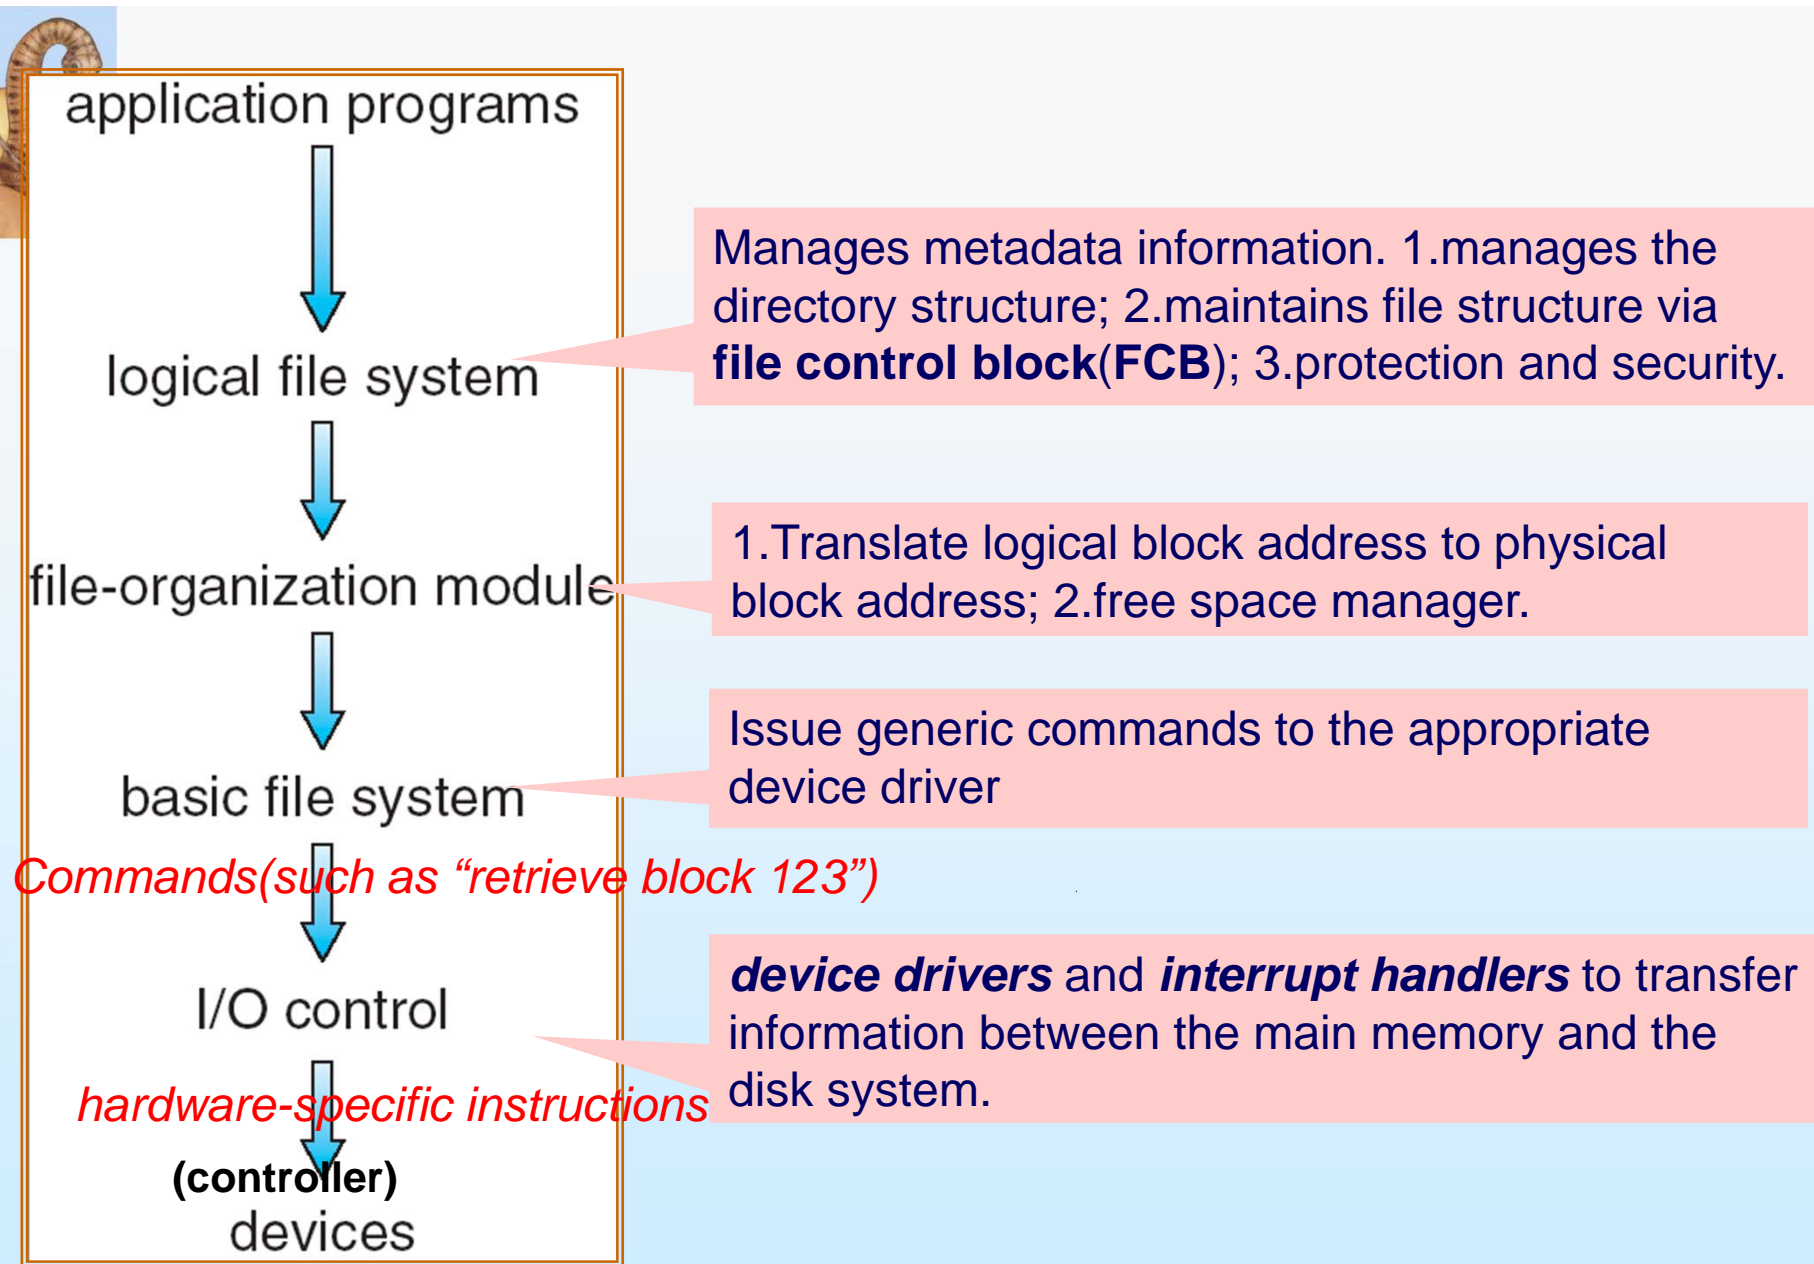 application programs
Manages metadata information. 1.manages the
directory structure; 2.maintains file structure via
file control block(FCB); 3.protection and security.
logical file system
1.Translate logical block address to physical
block address; 2.free space manager.
file-organization module
Issue generic commands to the appropriate
device driver
basic file system
Commands(such as “retrieve block 123”)
device drivers and interrupt handlers to transfer
information between the main memory and the
disk system.
I/O control
hardware-specific instructions
(controller)
devices